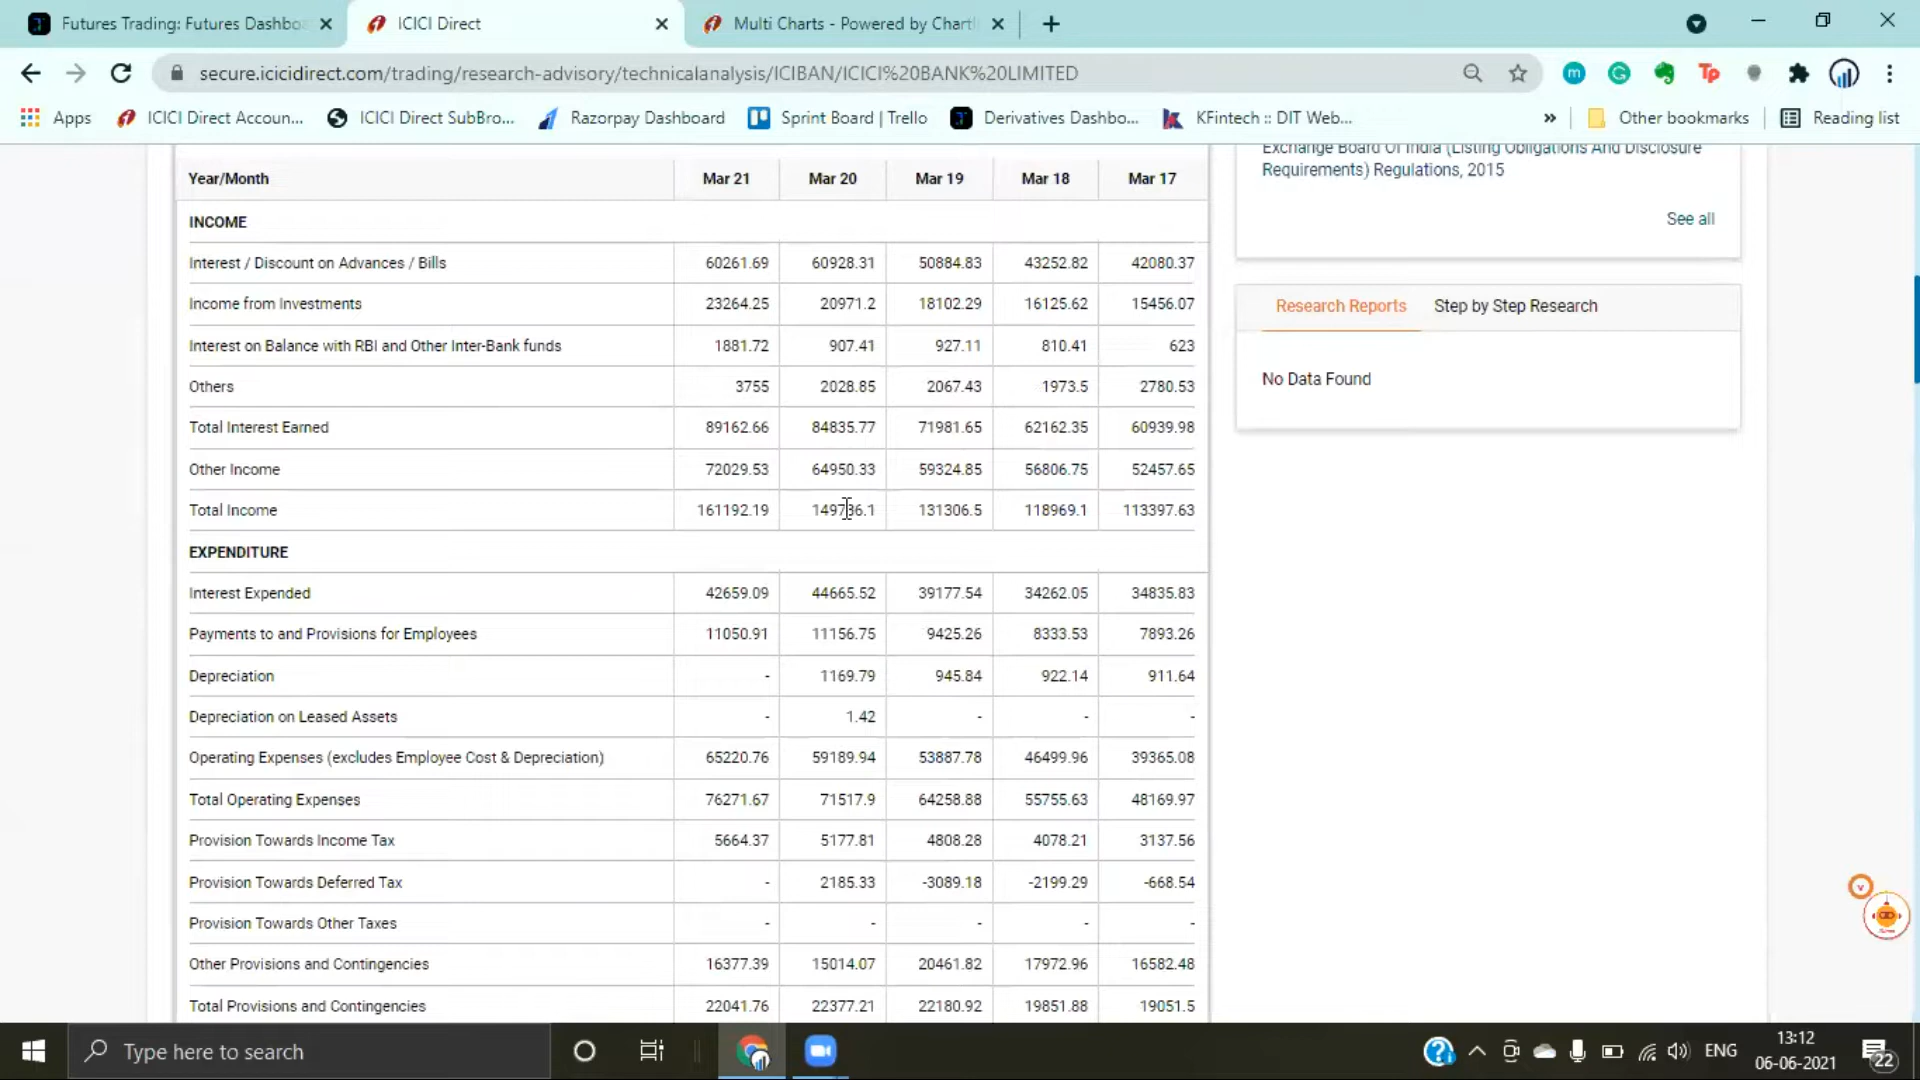 Futures Trading: Futures Dashbo
ICICI Direct
Multi Charts - Powered by Chart
secure.icicidirect.com/trading/research-advisory/technicalanalysis/ICIBAN/ICICI%20BANK%20LIMITED
Apps
ICICI Direct Accoun...
ICICI Direct SubBro...
Razorpay Dashboard
Sprint Board | Trello
Derivatives Dashbo...
KFintech :: DIT Web...
»
Other bookmarks
Reading list
Year/Month Mar 21 Mar 20 Mar 19 Mar 18 Mar 17
INCOME
Interest / Discount on Advances / Bills 60261.69 60928.31 50884.83 43252.82 42080.37
Income from Investments 23264.25 20971.2 18102.29 16125.62 15456.07
Interest on Balance with RBI and Other Inter-Bank funds 1881.72 907.41 927.11 810.41 623
Others 3755 2028.85 2067.43 1973.5 2780.53
Total Interest Earned 89162.66 84835.77 71981.65 62162.35 60939.98
Other Income 72029.53 64950.33 59324.85 56806.75 52457.65
Total Income 161192.19 149786.1 131306.5 118969.1 113397.63
EXPENDITURE
Interest Expended 42659.09 44665.52 39177.54 34262.05 34835.83
Payments to and Provisions for Employees 11050.91 11156.75 9425.26 8333.53 7893.26
Depreciation - 1169.79 945.84 922.14 911.64
Depreciation on Leased Assets - 1.42 - - -
Operating Expenses (excludes Employee Cost & Depreciation) 65220.76 59189.94 53887.78 46499.96 39365.08
Total Operating Expenses 76271.67 71517.9 64258.88 55755.63 48169.97
Provision Towards Income Tax 5664.37 5177.81 4808.28 4078.21 3137.56
Provision Towards Deferred Tax - 2185.33 -3089.18 -2199.29 -668.54
Provision Towards Other Taxes - - - - -
Other Provisions and Contingencies 16377.39 15014.07 20461.82 17972.96 16582.48
Total Provisions and Contingencies 22041.76 22377.21 22180.92 19851.88 19051.5
Exchange Board Of India (Listing Obligations And Disclosure
Requirements) Regulations, 2015
See all
Research Reports
Step by Step Research
No Data Found
Type here to search
ENG
13:12
06-06-2021
22